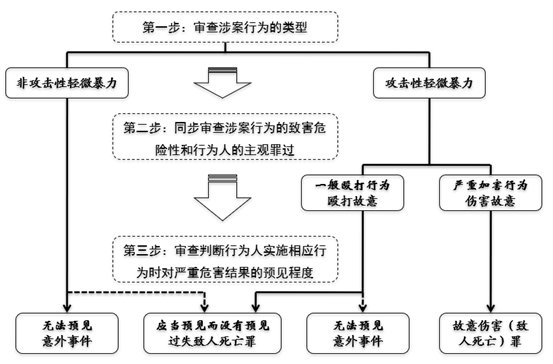 第一步：审查涉案行为的类型
非攻击性轻微暴力
攻击性轻微暴力
第二步：同步审查涉案行为的致害危
险性和行为人的主观罪过
一般殴打行为
殴打故意
严重加害行为
伤害故意
第三步：审查判断行为人实施相应行
为时对严重危害结果的预见程度
无法预见
意外事件
应当预见而没有预见
过失致人死亡罪
无法预见
意外事件
故意伤害（致
人死亡）罪